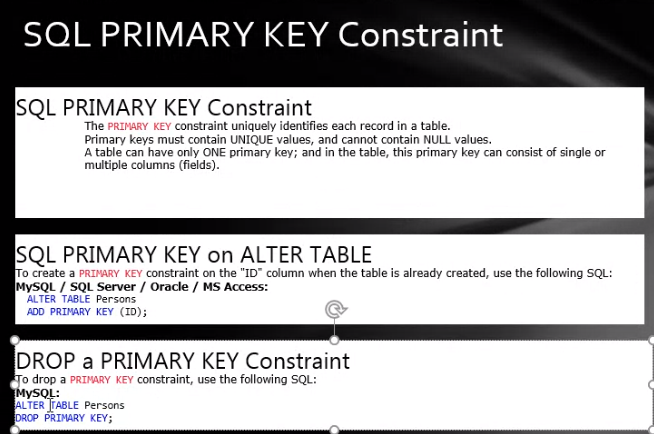 SQL PRIMARY KEY Constraint
SQL PRIMARY KEY Constraint
The PRIMARY KEY constraint uniquely identifies each record in a table.
Primary keys must contain UNIQUE values, and cannot contain NULL values.
A table can have only ONE primary key; and in the table, this primary key can consist of single or
multiple columns (fields).
SQL PRIMARY KEY on ALTER TABLE
To create a PRIMARY KEY constraint on the "ID" column when the table is already created, use the following SQL:
MySQL / SQL Server / Oracle / MS Access:
ALTER TABLE Persons
ADD PRIMARY KEY (ID);
DROP a PRIMARY KEY Constraint
To drop a PRIMARY KEY constraint, use the following SQL:
MySQL:
ALTER TABLE Persons
DROP PRIMARY KEY;